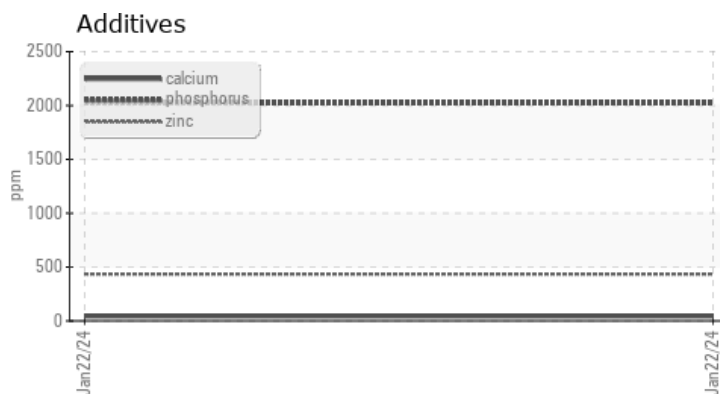 Additives
2500
2000
1500
1000
500
0
ppm
calcium
phosphorus
zinc
Jan22/24
Jan22/24